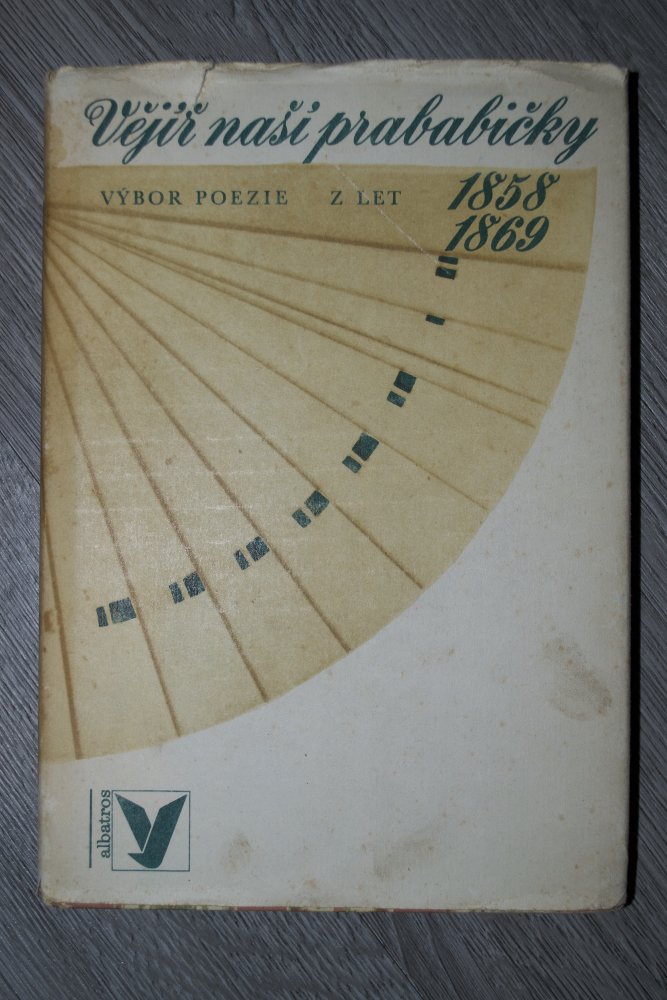 Vějíř naší prababičky
VÝBOR POEZIE Z LET 1858
1869
albatros